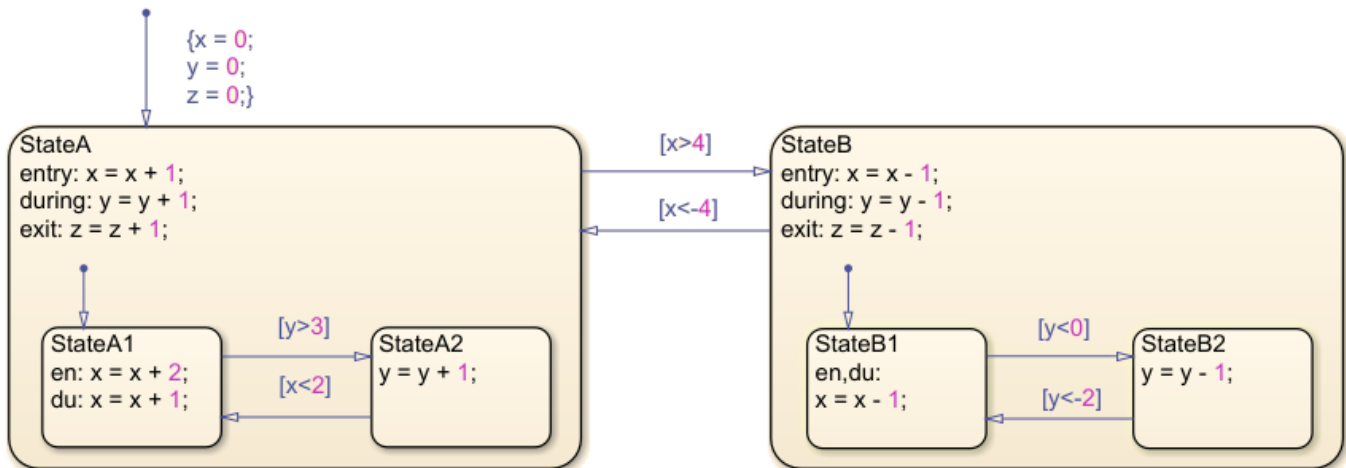 {x = 0;
y = 0;
z = 0;}
StateA
entry: x = x + 1;
during: y = y + 1;
exit: z = z + 1;
StateA1
en: x = x + 2;
du: x = x + 1;
[y>3]
[x<2]
StateA2
y = y + 1;
[x>4]
[x<-4]
StateB
entry: x = x - 1;
during: y = y - 1;
exit: z = z - 1;
StateB1
en,du:
x = x - 1;
[y<0]
[y<-2]
StateB2
y = y - 1;